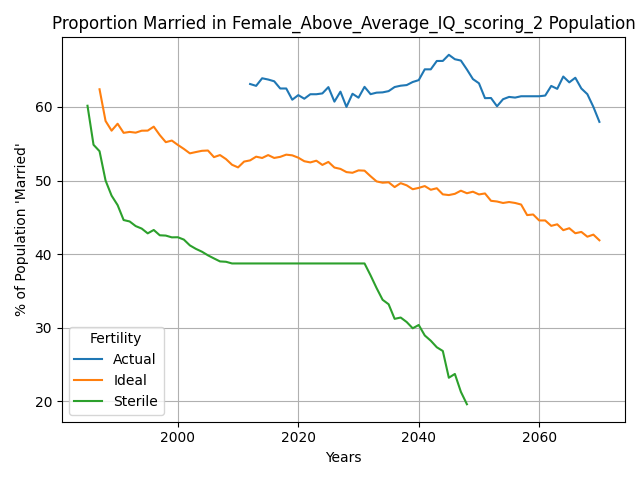 Proportion Married in Female_Above_Average_IQ_scoring_2 Population
% of Population 'Married'
60
50
40
30
20
Fertility
Actual
Ideal
Sterile
2000 2020 2040 2060
Years